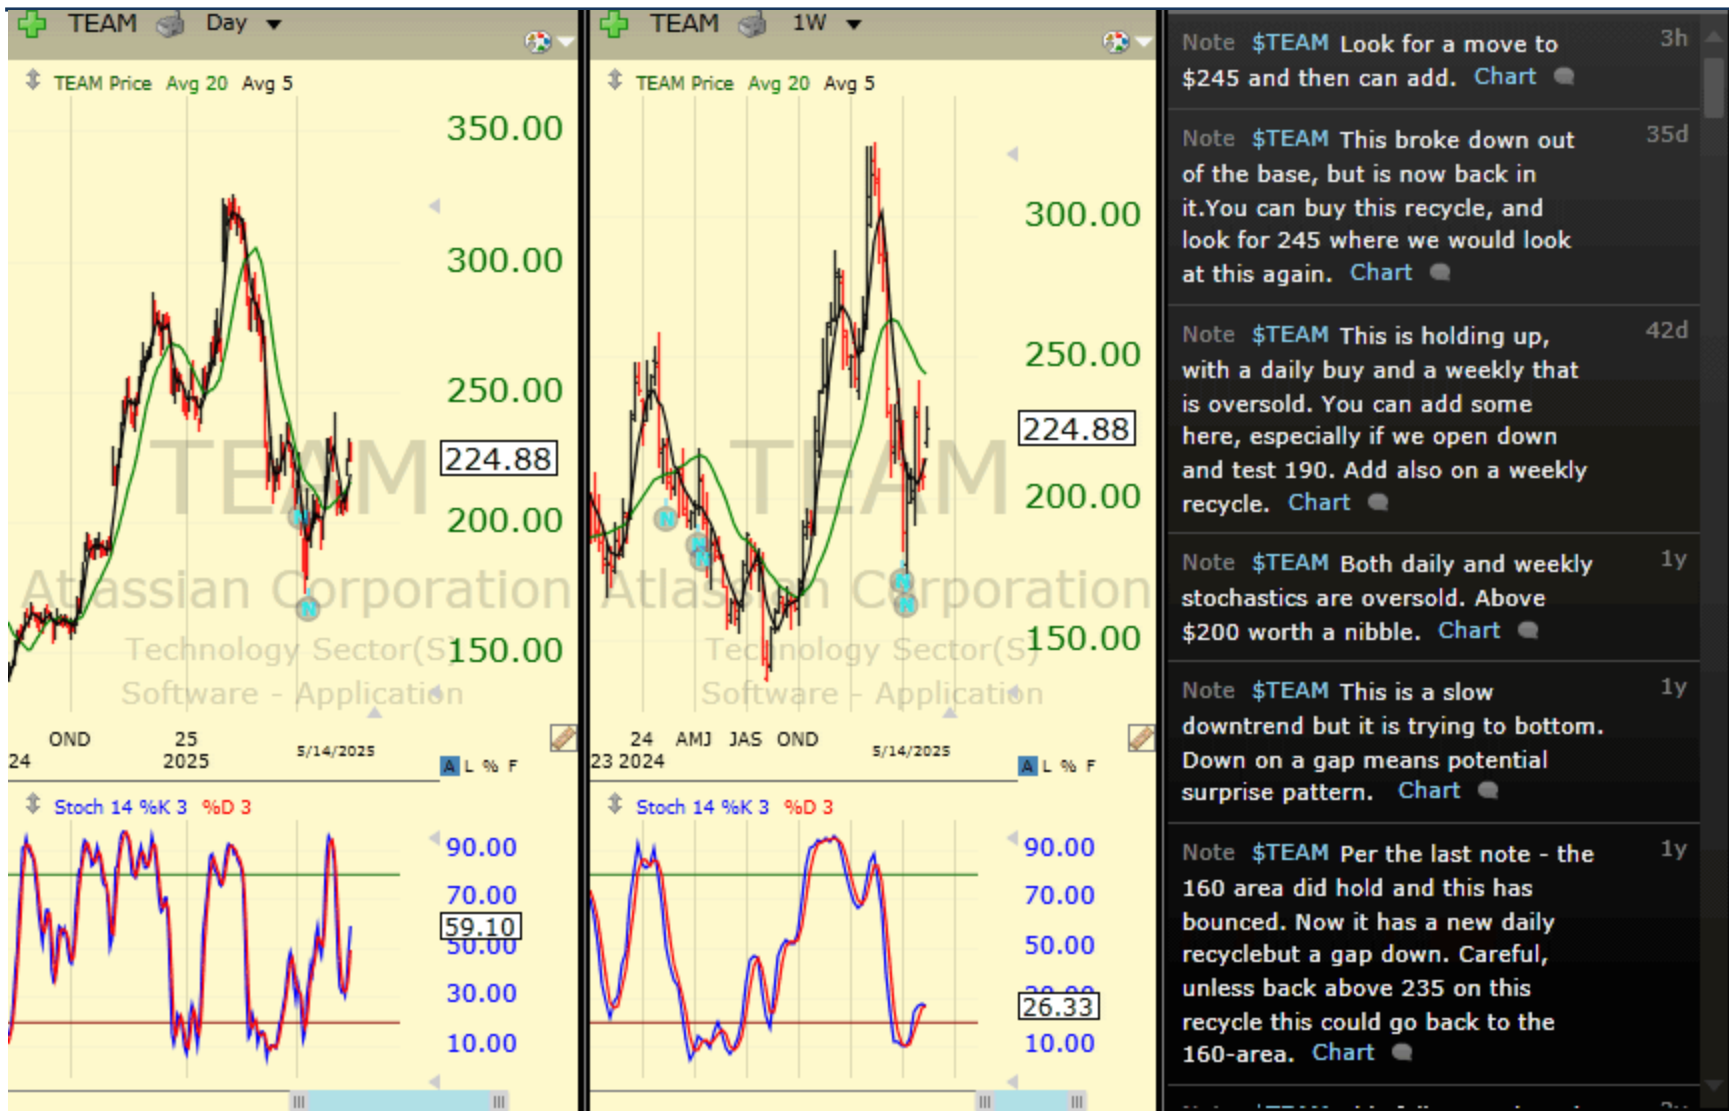 TEAM Day
TEAM Price Avg 20 Avg 5
350.00
300.00
250.00
224.88
200.00
150.00
TEAM
Atlassian Corporation
Technology Sector(S)
Software - Application
N
N
OND 25
24 2025 5/14/2025
A L % F
Stoch 14 %K 3 %D 3
90.00
70.00
59.10
50.00
30.00
10.00
TEAM 1W
TEAM Price Avg 20 Avg 5
300.00
250.00
224.88
200.00
150.00
TEAM
Atlassian Corporation
Technology Sector(S)
Software - Application
N
N
N
N
N
24 AMJ JAS OND
23 2024 5/14/2025
A L % F
Stoch 14 %K 3 %D 3
90.00
70.00
50.00
30.00
26.33
10.00
Note $TEAM Look for a move to 3h
$245 and then can add. Chart
Note $TEAM This broke down out 35d
of the base, but is now back in
it.You can buy this recycle, and
look for 245 where we would look
at this again. Chart
Note $TEAM This is holding up, 42d
with a daily buy and a weekly that
is oversold. You can add some
here, especially if we open down
and test 190. Add also on a weekly
recycle. Chart
Note $TEAM Both daily and weekly 1y
stochastics are oversold. Above
$200 worth a nibble. Chart
Note $TEAM This is a slow 1y
downtrend but it is trying to bottom.
Down on a gap means potential
surprise pattern. Chart
Note $TEAM Per the last note - the 1y
160 area did hold and this has
bounced. Now it has a new daily
recyclebut a gap down. Careful,
unless back above 235 on this
recycle this could go back to the
160-area. Chart